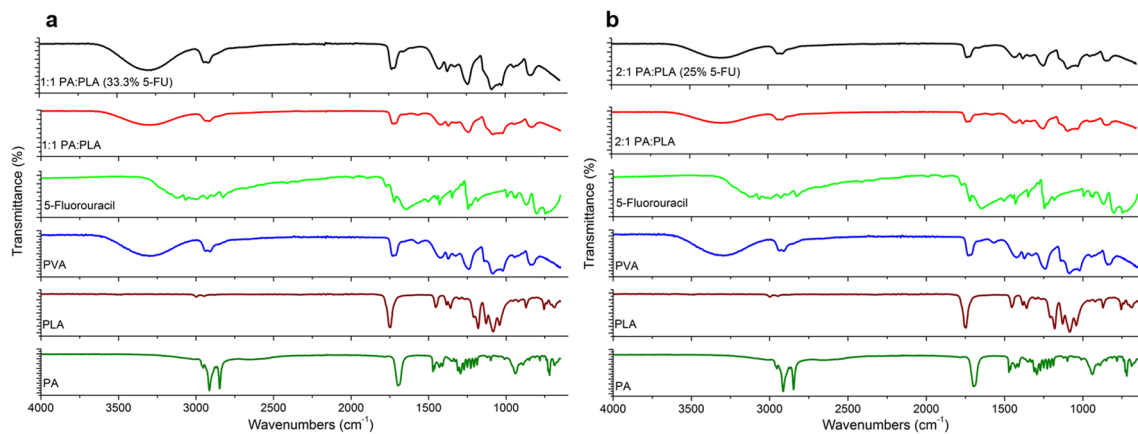 a
1:1 PA:PLA (33.3% 5-FU)
1:1 PA:PLA
5-Fluorouracil
PVA
PLA
PA
Transmittance (%)
4000 3500 3000 2500 2000 1500 1000
Wavenumbers (cm⁻¹)
b
2:1 PA:PLA (25% 5-FU)
2:1 PA:PLA
5-Fluorouracil
PVA
PLA
PA
Transmittance (%)
4000 3500 3000 2500 2000 1500 1000
Wavenumbers (cm⁻¹)